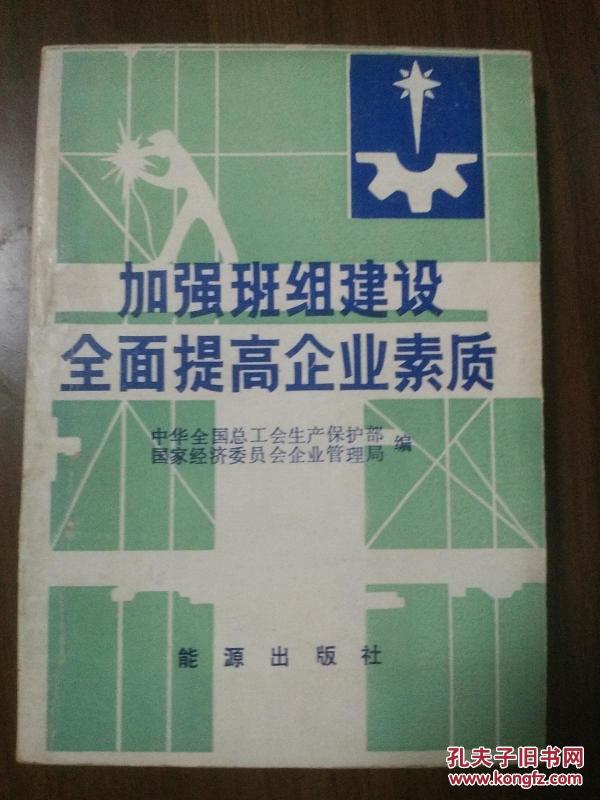 加强班组建设
全面提高企业素质
中华全国总工会生产保护部
国家经济委员会企业管理局
编
能源出版社
孔夫子旧书网
www.kongfz.com